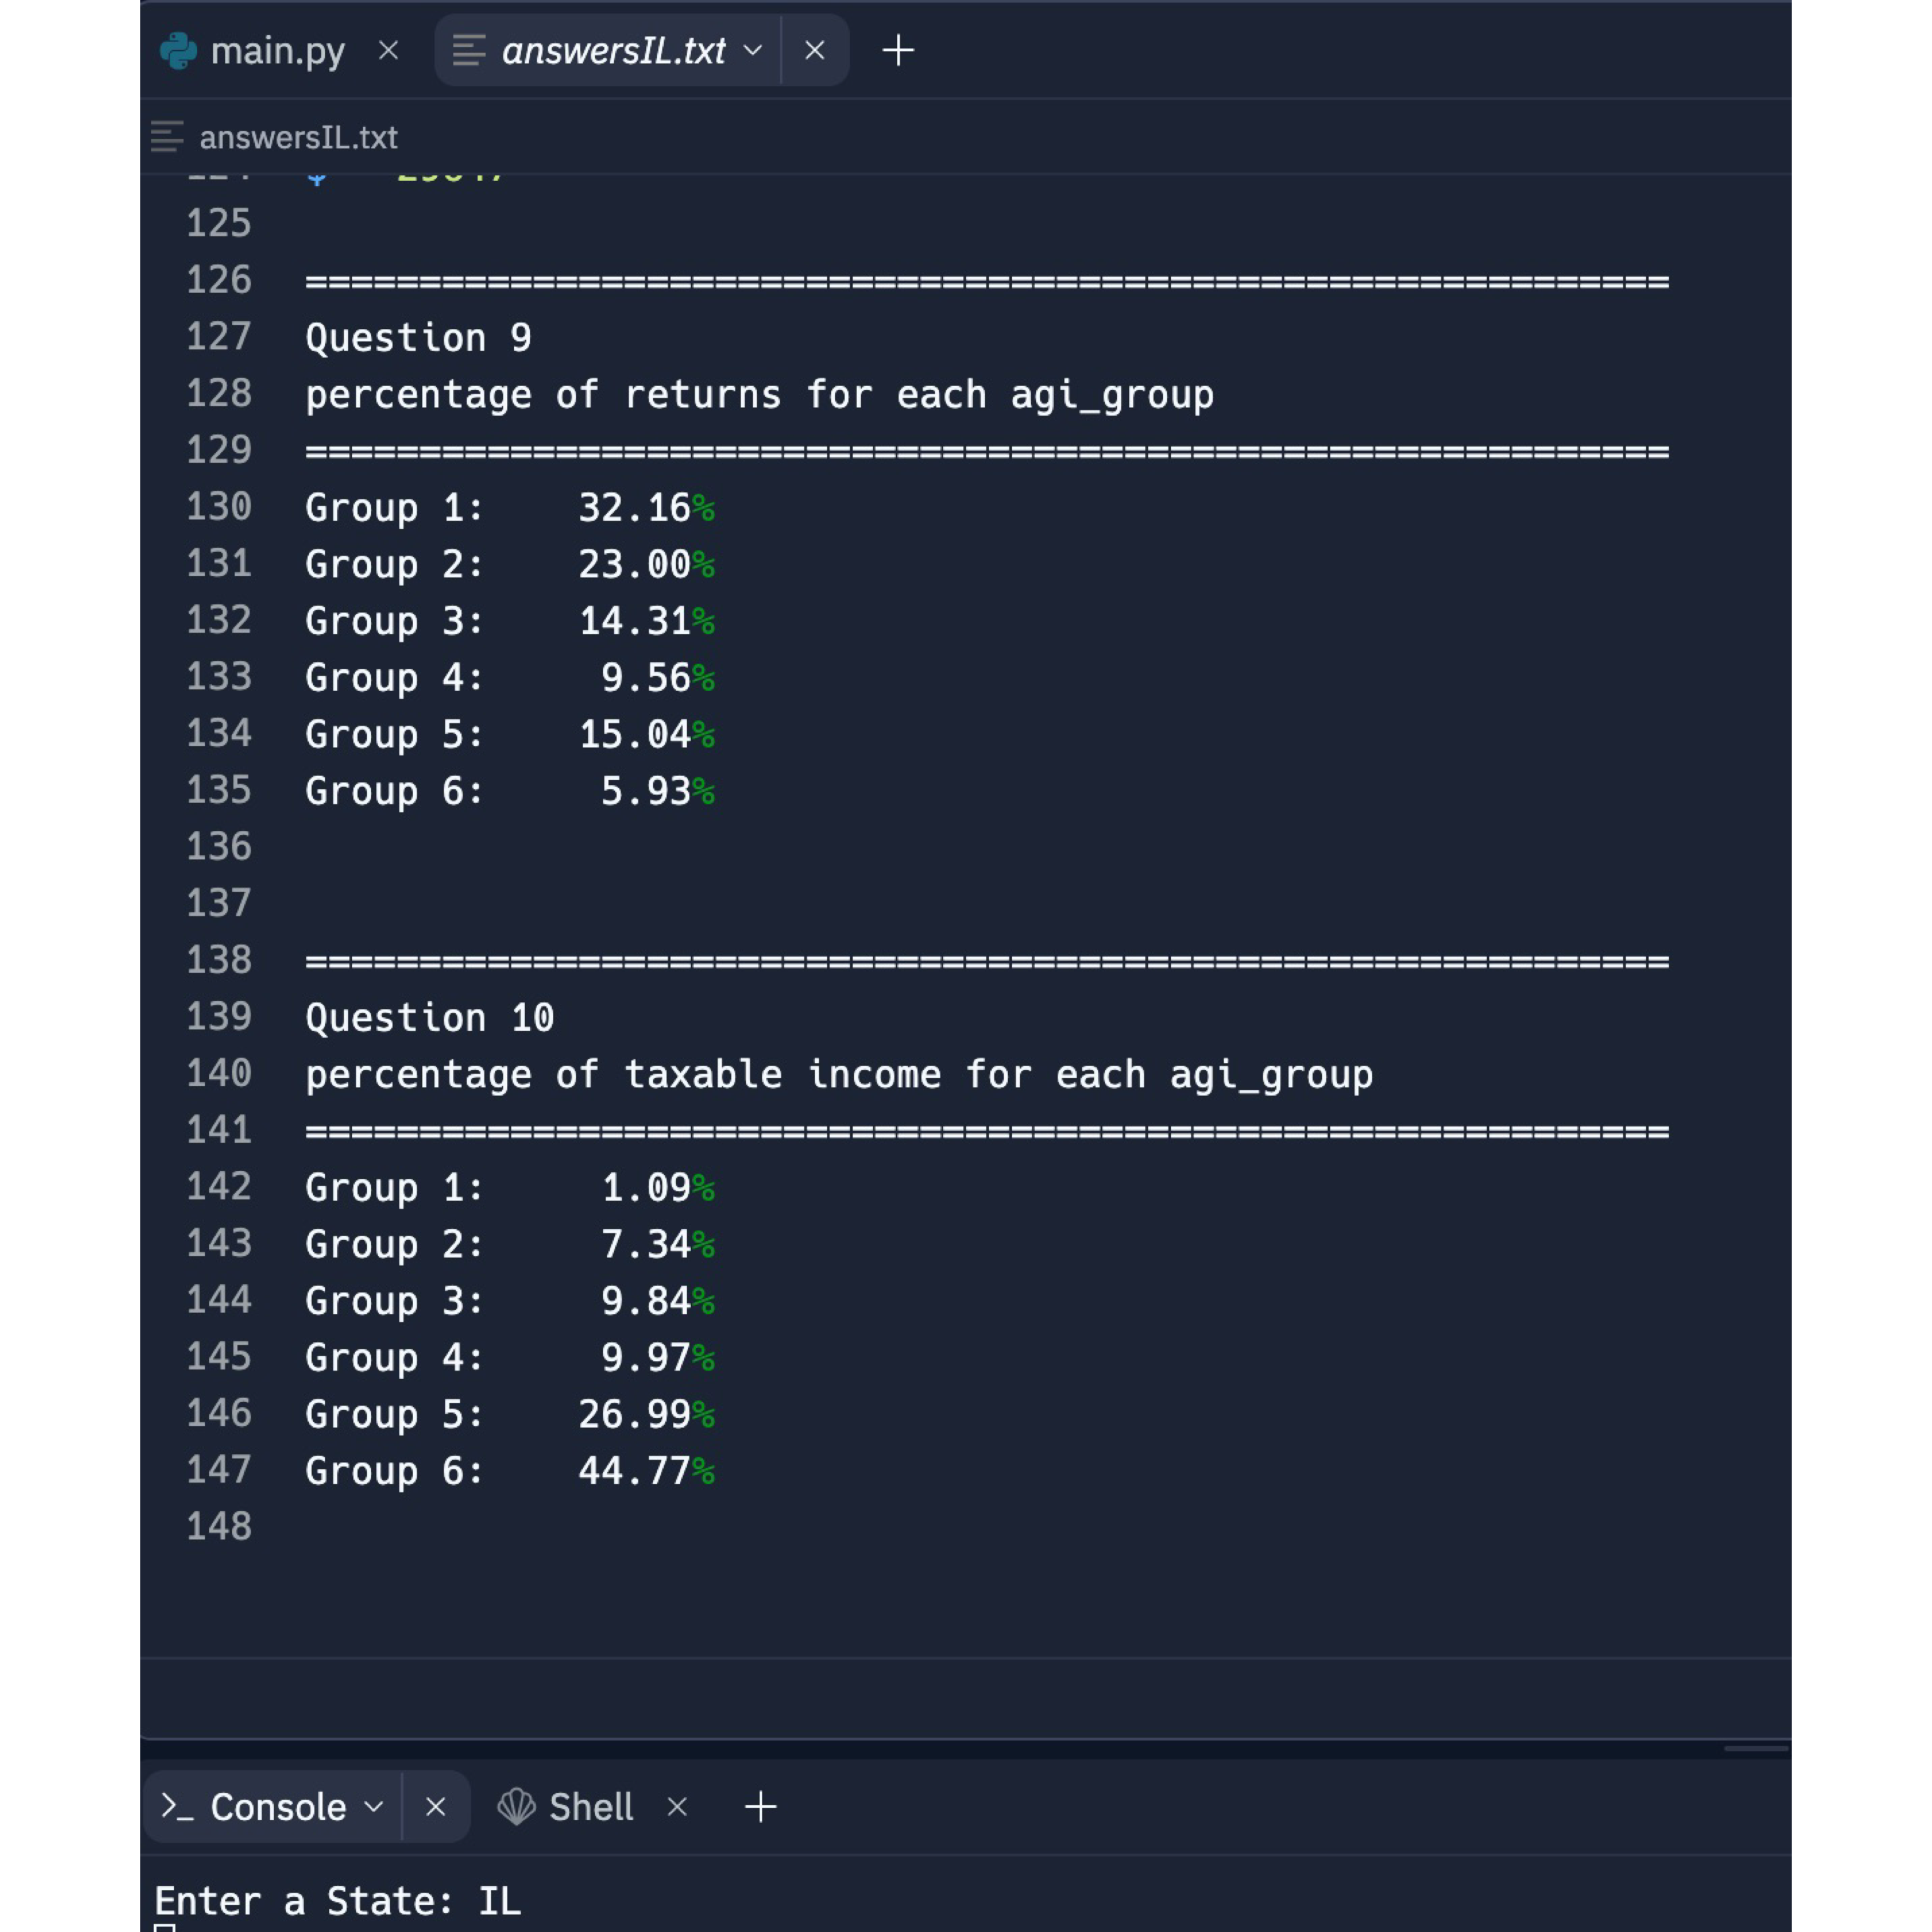 main.py
answersIL.txt
answersIL.txt
125
126 ============================================================
127 Question 9
128 percentage of returns for each agi_group
129 ============================================================
130 Group 1:    32.16%
131 Group 2:    23.00%
132 Group 3:    14.31%
133 Group 4:     9.56%
134 Group 5:    15.04%
135 Group 6:     5.93%
136
137
138 ============================================================
139 Question 10
140 percentage of taxable income for each agi_group
141 ============================================================
142 Group 1:     1.09%
143 Group 2:     7.34%
144 Group 3:     9.84%
145 Group 4:     9.97%
146 Group 5:    26.99%
147 Group 6:    44.77%
148
Console
Shell
Enter a State: IL